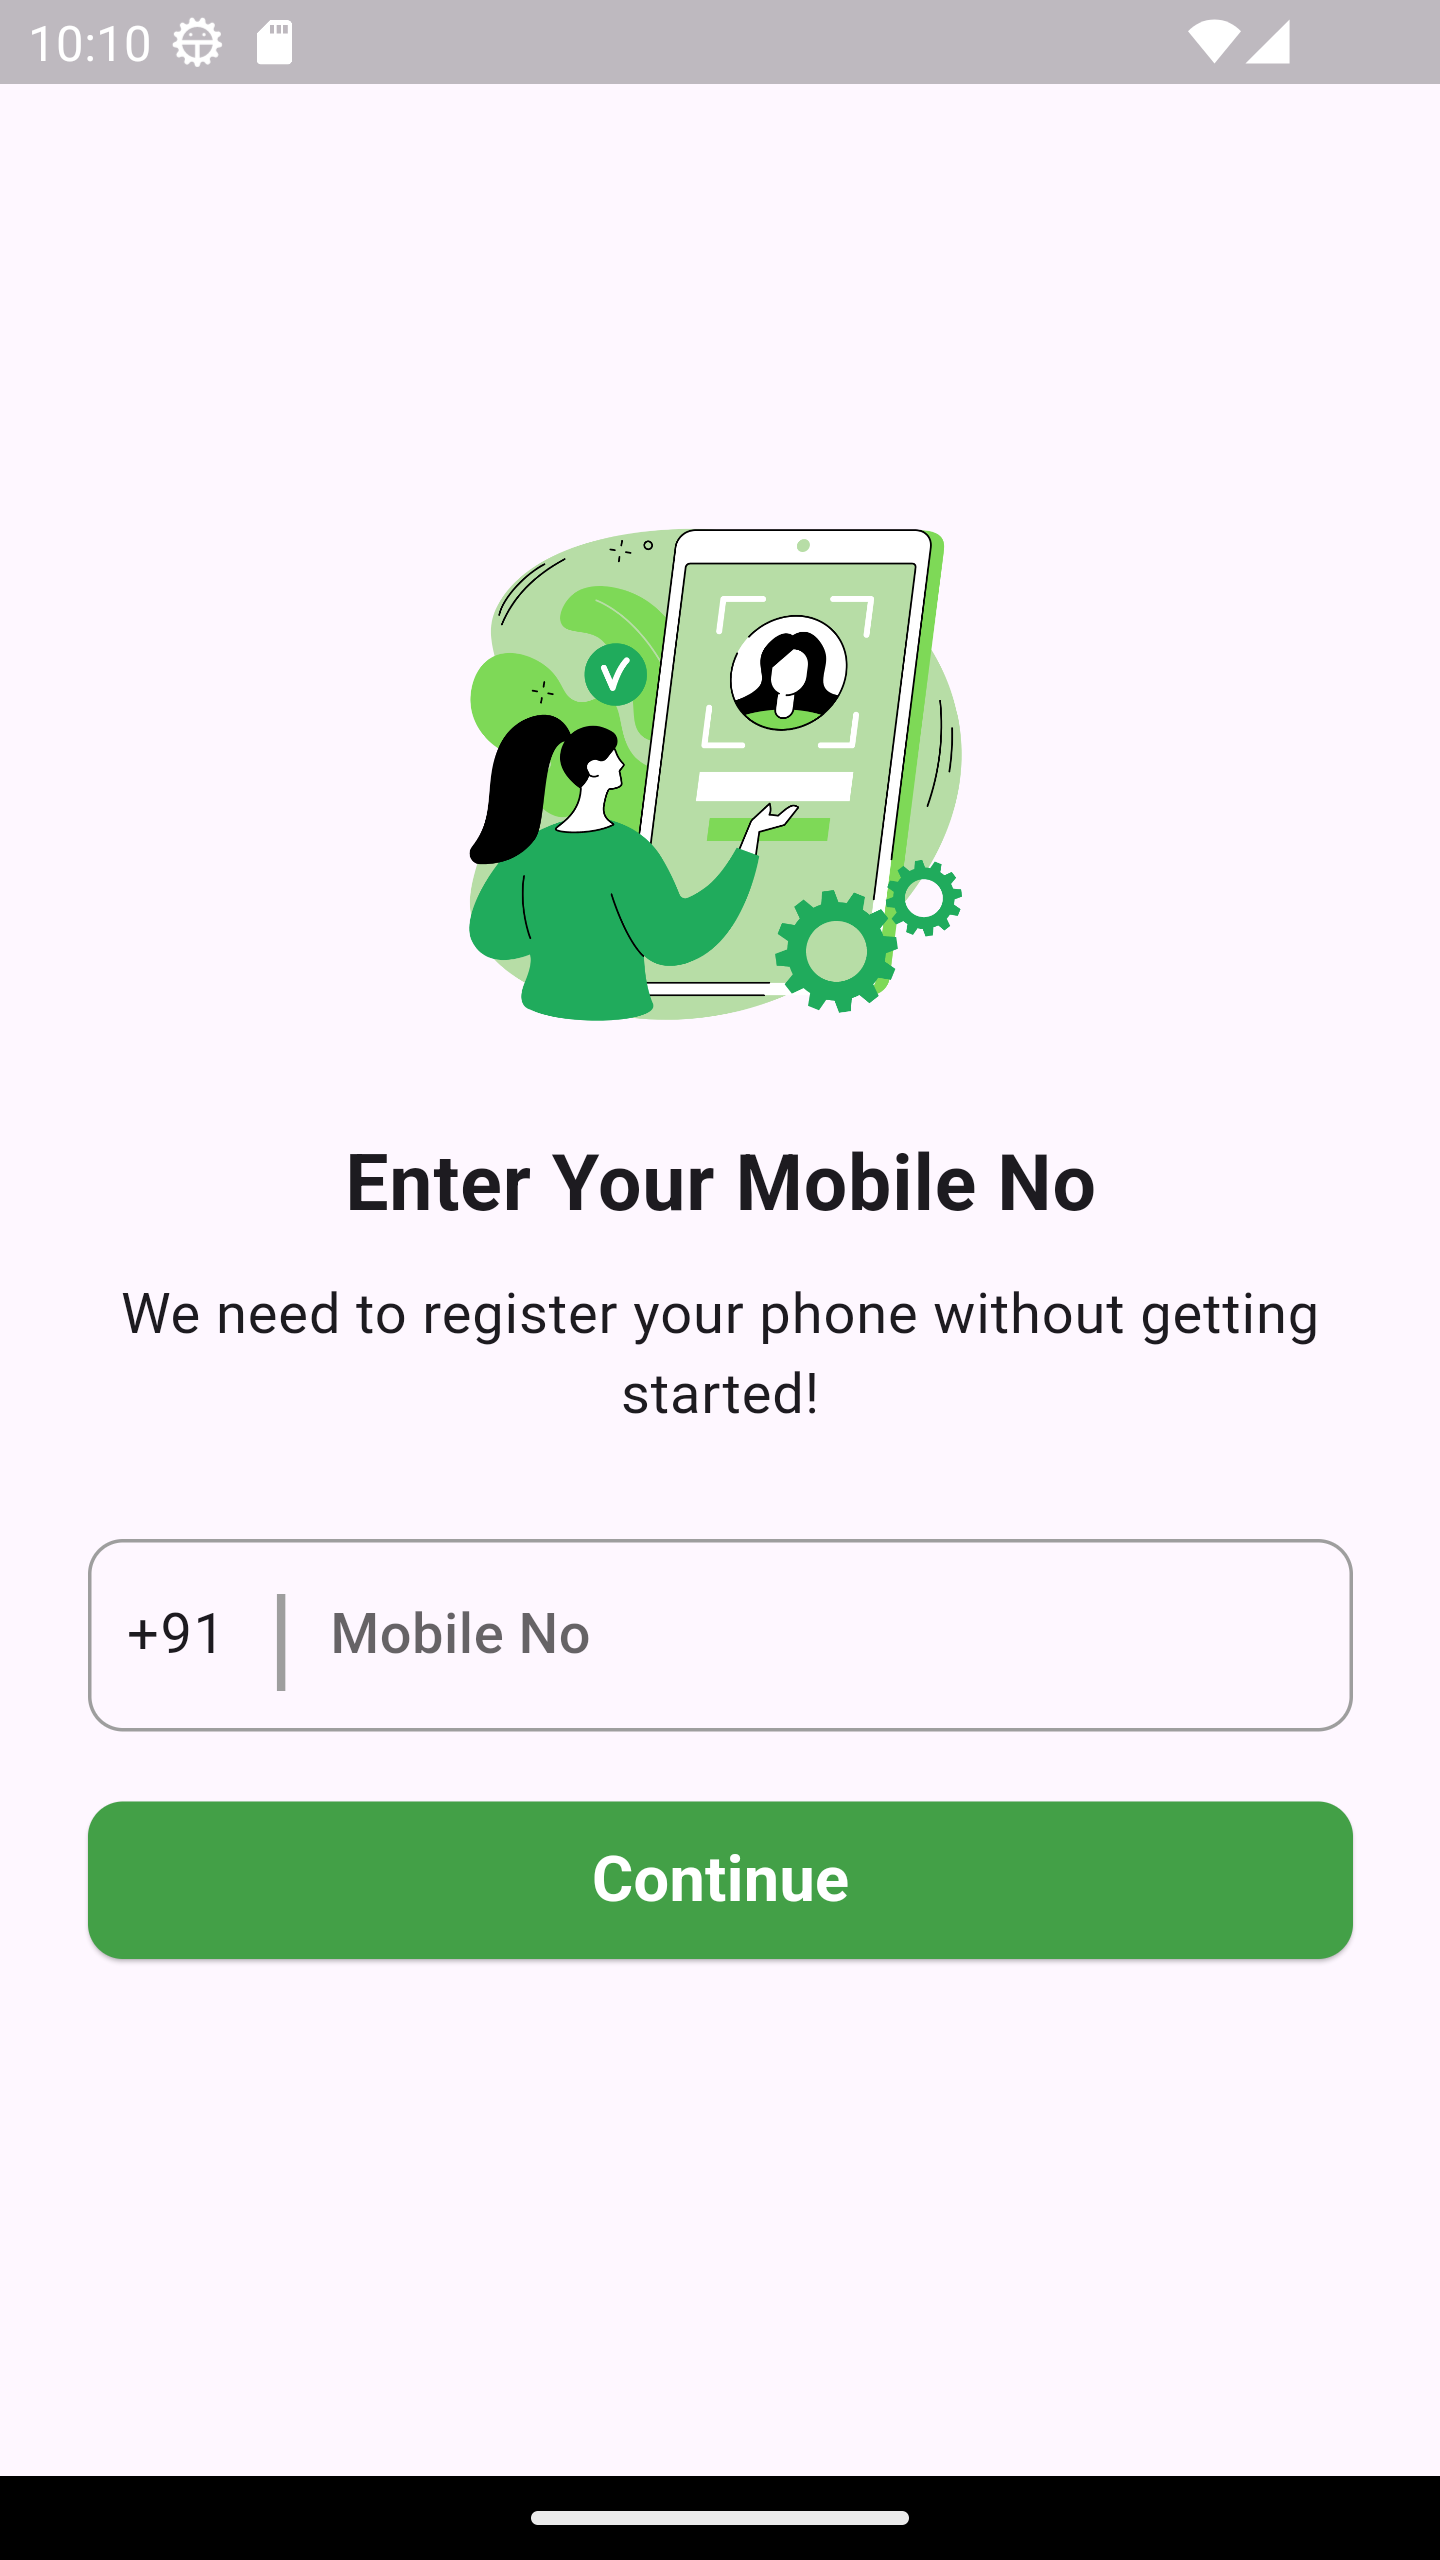 10:10
Enter Your Mobile No
We need to register your phone without getting
started!
+91 Mobile No
Continue